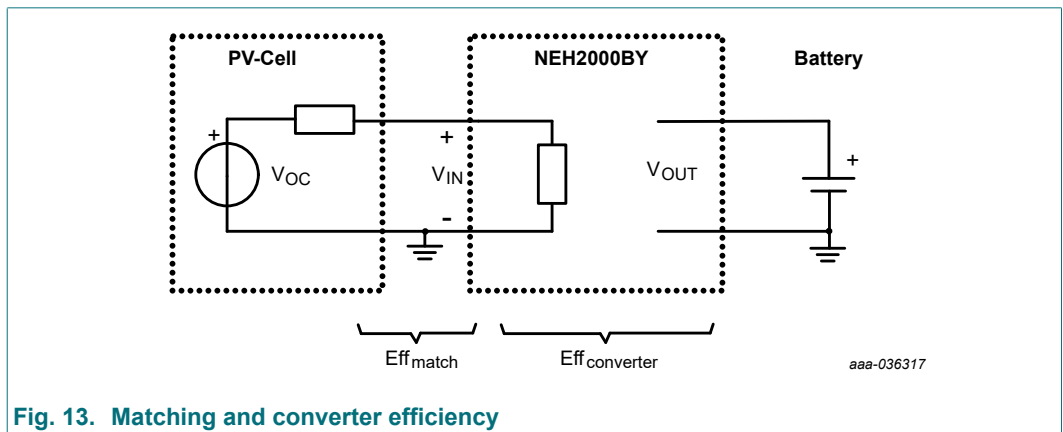 PV-Cell
NEH2000BY
Battery
+
VOC
+
VIN
-
VOUT
+
Effmatch
Effconverter
aaa-036317
Fig. 13. Matching and converter efficiency